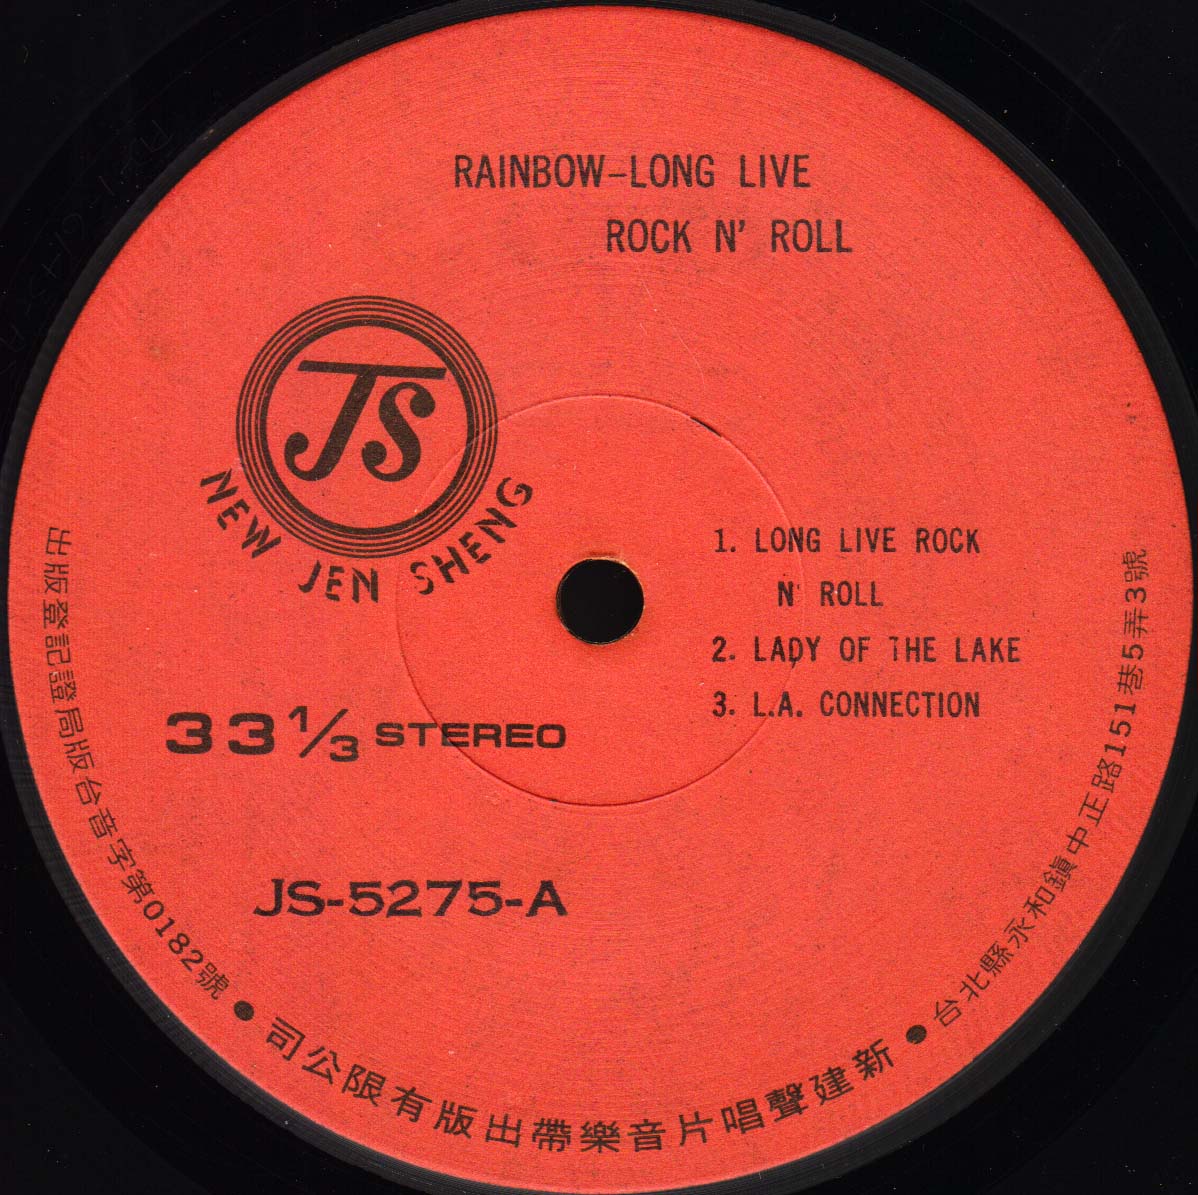 RAINBOW-LONG LIVE
ROCK N' ROLL
JS
NEW JEN SHENG
1. LONG LIVE ROCK
N' ROLL
2. LADY OF THE LAKE
3. L.A. CONNECTION
33 1/3 STEREO
JS-5275-A
出版登記證局版台音字第0182號
新建聲唱片音樂帶出版有限公司
台北縣永和鎮中正路151巷5弄3號